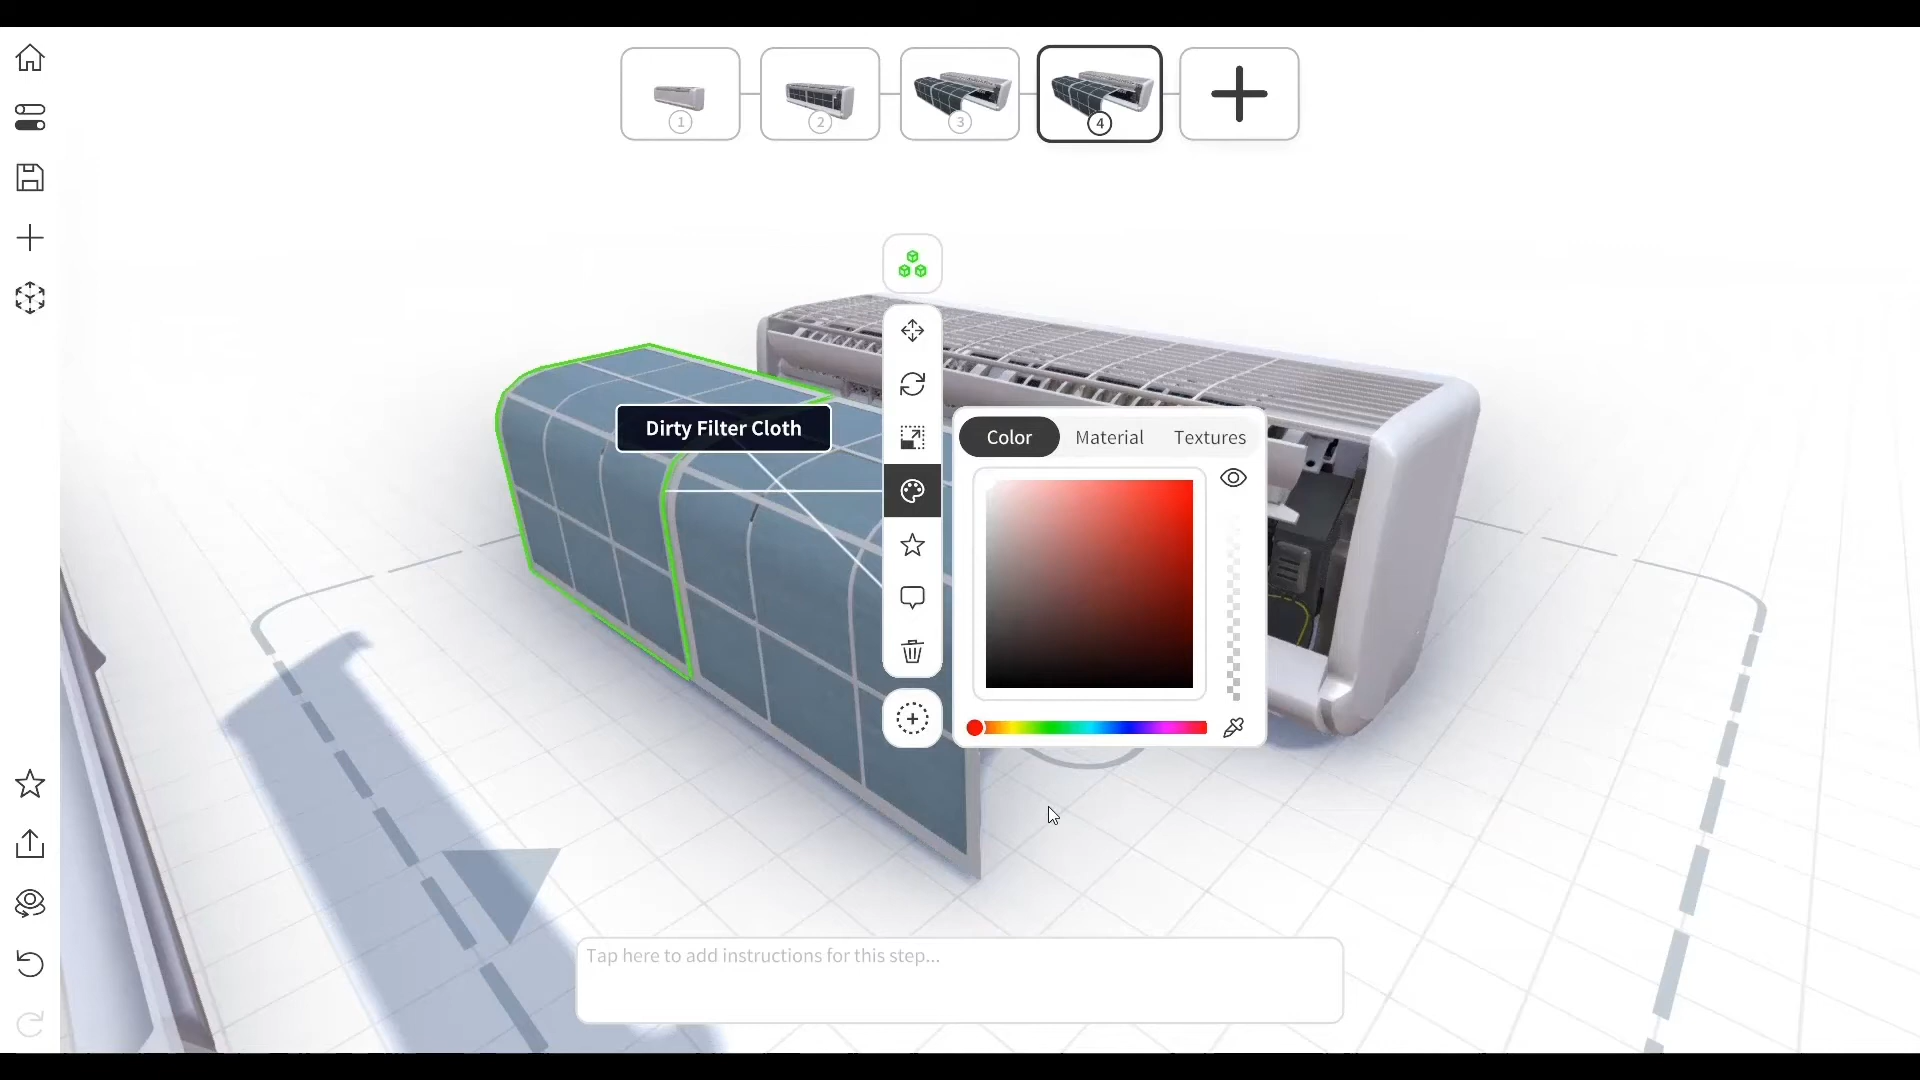 1
2
3
4
Dirty Filter Cloth
Color
Material
Textures
Tap here to add instructions for this step...